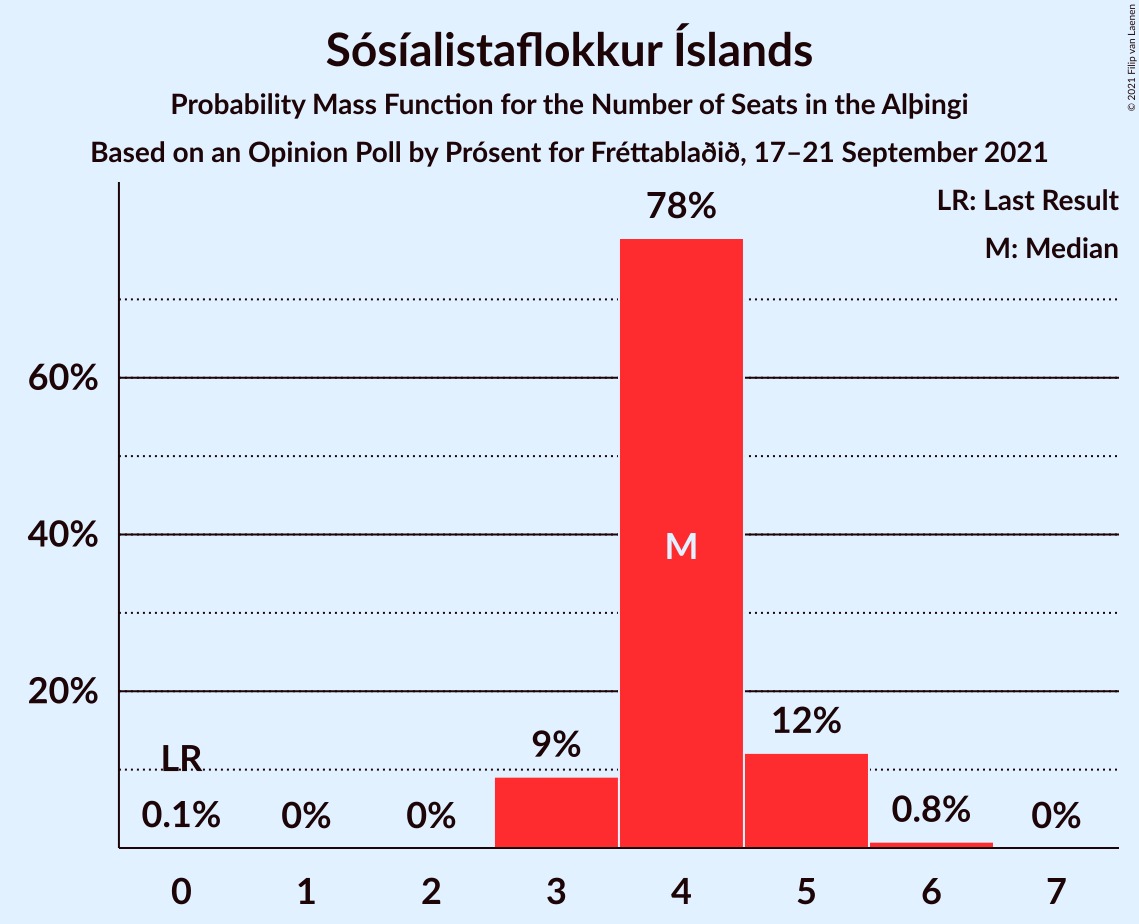 Sósíalistaflokkur Íslands
Probability Mass Function for the Number of Seats in the Alþingi
Based on an Opinion Poll by Prósent for Fréttablaðið, 17–21 September 2021
© 2021 Filip van Laenen
LR: Last Result
M: Median
78%
60%
40%
M
20%
12%
9%
LR
0.1%
0%
0%
0.8%
0%
0 1 2 3 4 5 6 7